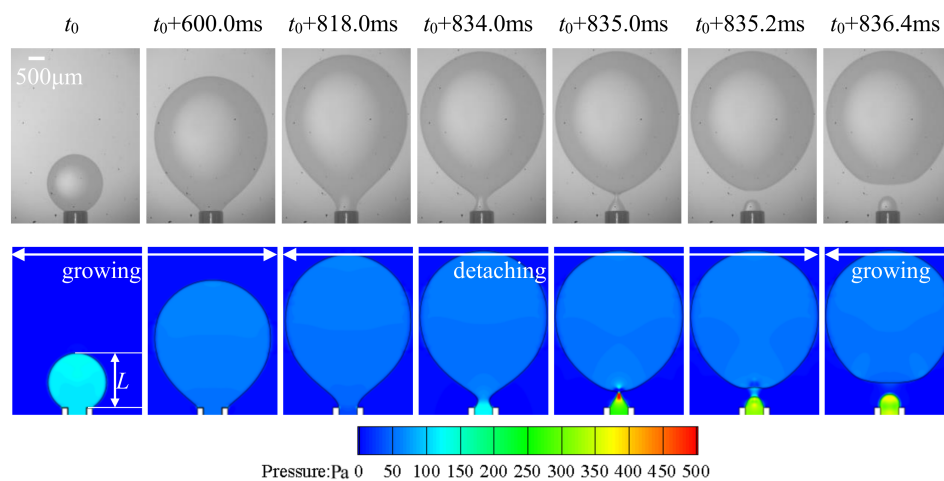 t0 t0+600.0ms t0+818.0ms t0+834.0ms t0+835.0ms t0+835.2ms t0+836.4ms
500μm
growing detaching growing
L
Pressure:Pa 0 50 100 150 200 250 300 350 400 450 500